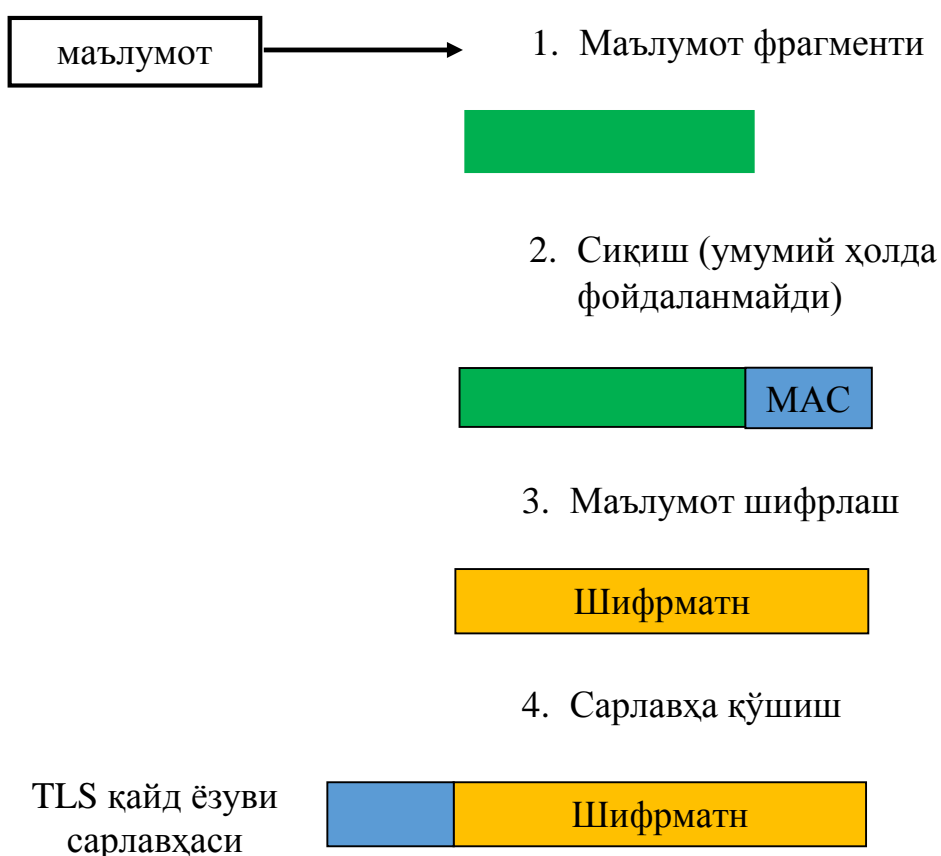 маълумот
1. Маълумот фрагменти
2. Сиқиш (умумий ҳолда
фойдаланмайди)
МАС
3. Маълумот шифрлаш
Шифрматн
4. Сарлавҳа қўшиш
TLS қайд ёзуви
сарлавҳаси
Шифрматн